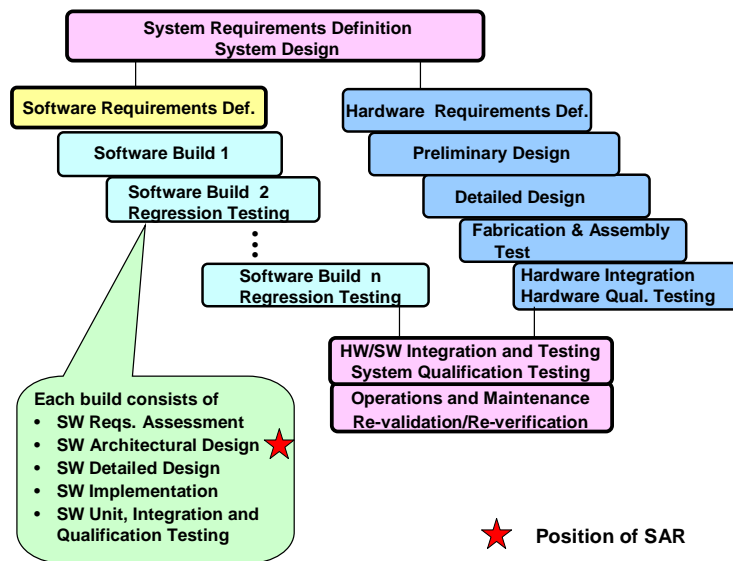 System Requirements Definition
System Design
Software Requirements Def.
Hardware Requirements Def.
Software Build 1
Preliminary Design
Software Build 2
Regression Testing
Detailed Design
Fabrication & Assembly
Test
Software Build n
Regression Testing
Hardware Integration
Hardware Qual. Testing
HW/SW Integration and Testing
System Qualification Testing
Operations and Maintenance
Re-validation/Re-verification
Each build consists of
• SW Reqs. Assessment
• SW Architectural Design
• SW Detailed Design
• SW Implementation
• SW Unit, Integration and
Qualification Testing
Position of SAR